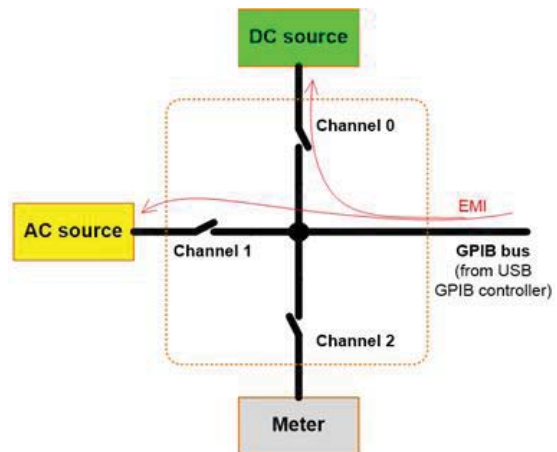 DC source
Channel 0
EMI
AC source
Channel 1
GPIB bus
(from USB
GPIB controller)
Channel 2
Meter